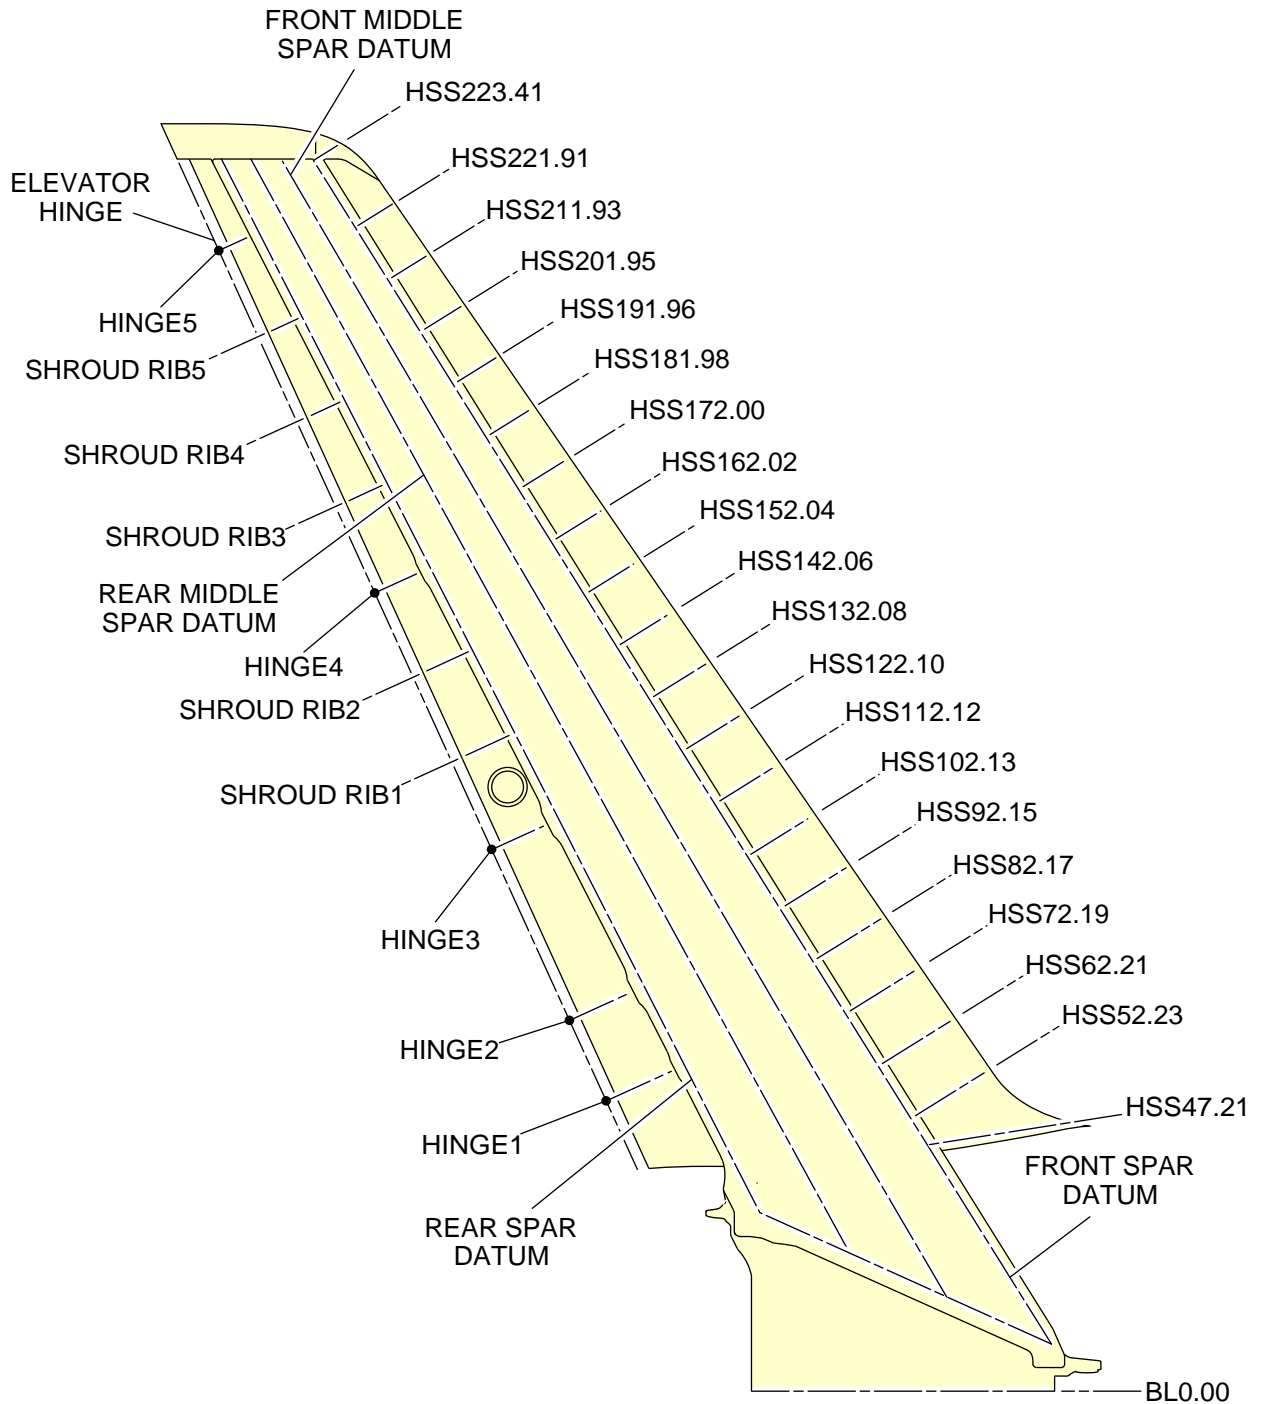 FRONT MIDDLE
SPAR DATUM
HSS223.41
HSS221.91
ELEVATOR
HINGE
HSS211.93
HSS201.95
HINGE5
HSS191.96
SHROUD RIB5
HSS181.98
HSS172.00
SHROUD RIB4
HSS162.02
HSS152.04
SHROUD RIB3
HSS142.06
REAR MIDDLE
SPAR DATUM
HSS132.08
HINGE4
HSS122.10
SHROUD RIB2
HSS112.12
HSS102.13
SHROUD RIB1
HSS92.15
HSS82.17
HSS72.19
HINGE3
HSS62.21
HSS52.23
HINGE2
HSS47.21
HINGE1
FRONT SPAR
DATUM
REAR SPAR
DATUM
BL0.00